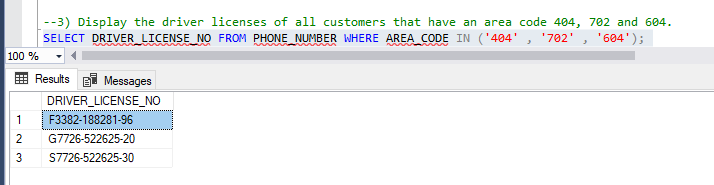 --3) Display the driver licenses of all customers that have an area code 404, 702 and 604.
SELECT DRIVER_LICENSE_NO FROM PHONE_NUMBER WHERE AREA_CODE IN ('404' , '702' , '604');
100 %
Results Messages
DRIVER_LICENSE_NO
1 F3382-188281-96
2 G7726-522625-20
3 S7726-522625-30